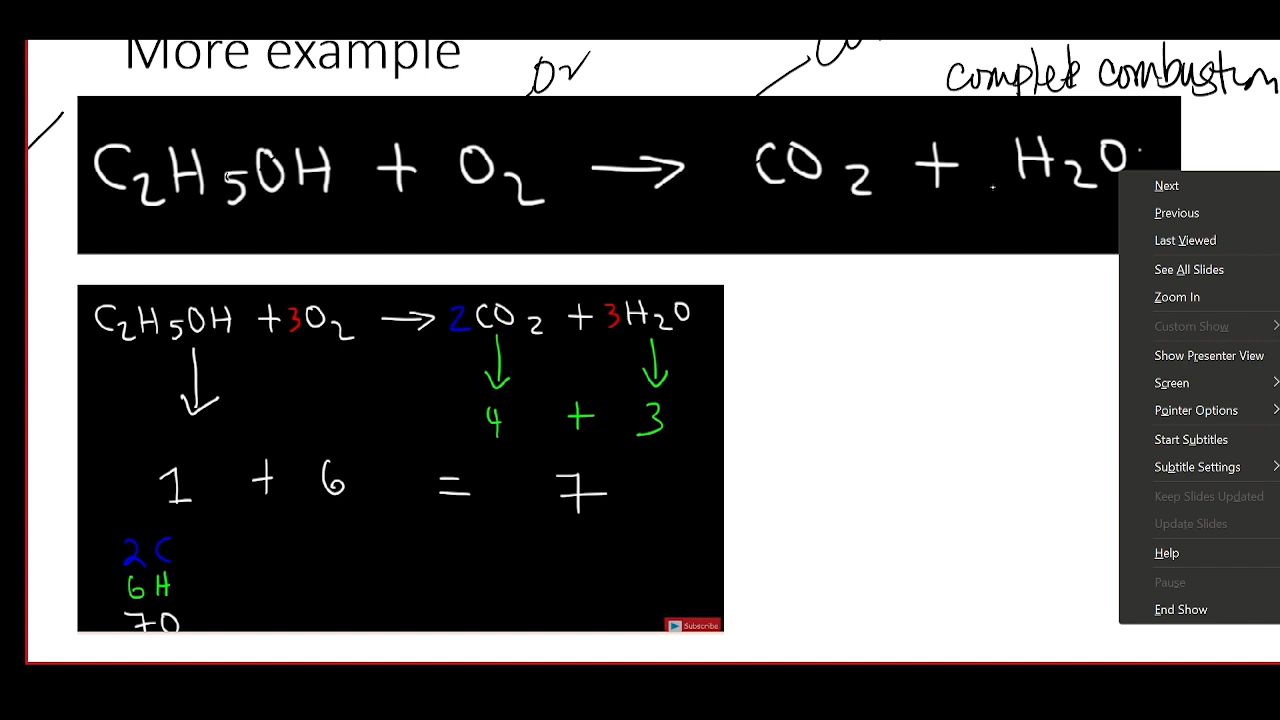 More example
O2
complete combustion
C2H5OH + O2 → CO2 + H2O
C2H5OH + 3O2 → 2CO2 + 3H2O
4 + 3
1 + 6 = 7
2C
6H
7O
Subscribe
Next
Previous
Last Viewed
See All Slides
Zoom In
Custom Show
Show Presenter View
Screen
Pointer Options
Start Subtitles
Subtitle Settings
Keep Slides Updated
Update Slides
Help
Pause
End Show